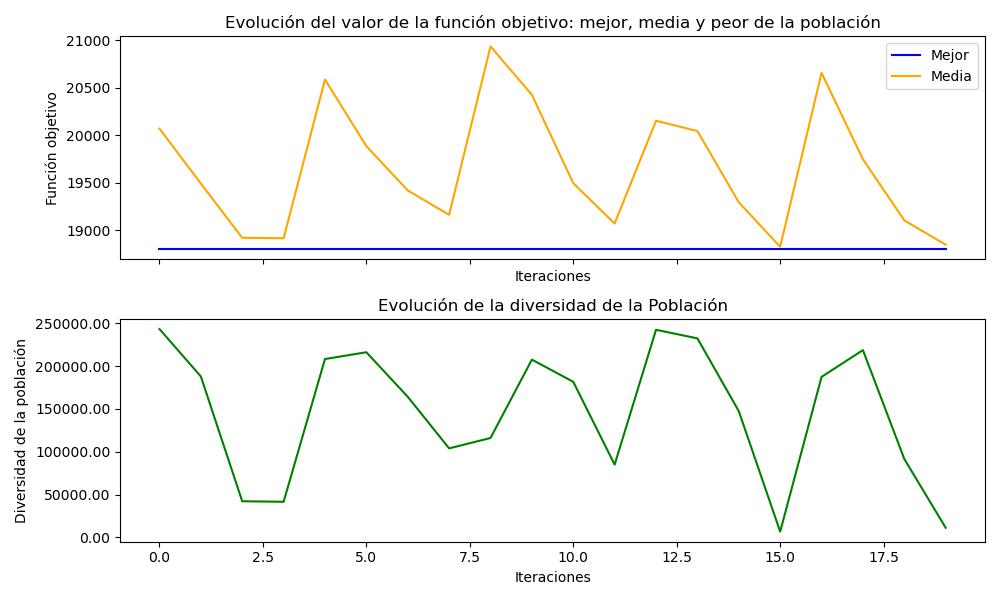 Evolución del valor de la función objetivo: mejor, media y peor de la población
21000
20500
20000
19500
19000
Función objetivo
Mejor
Media
Iteraciones
Evolución de la diversidad de la Población
250000.00
200000.00
150000.00
100000.00
50000.00
0.00
Diversidad de la población
0.0 2.5 5.0 7.5 10.0 12.5 15.0 17.5
Iteraciones